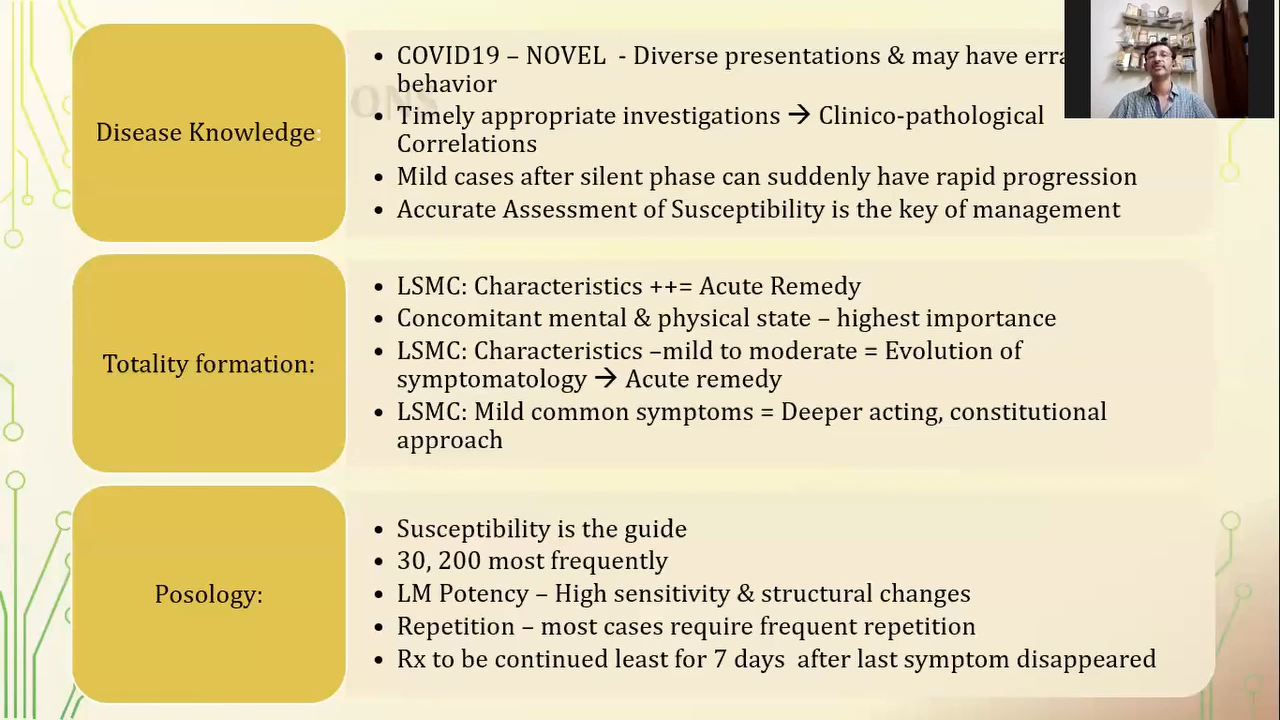 Disease Knowledge:
• COVID19 – NOVEL - Diverse presentations & may have
behavior
• Timely appropriate investigations → Clinico-pathological
Correlations
• Mild cases after silent phase can suddenly have rapid progression
• Accurate Assessment of Susceptibility is the key of management
Totality formation:
• LSMC: Characteristics ++= Acute Remedy
• Concomitant mental & physical state – highest importance
• LSMC: Characteristics –mild to moderate = Evolution of
symptomatology → Acute remedy
• LSMC: Mild common symptoms = Deeper acting, constitutional
approach
Posology:
• Susceptibility is the guide
• 30, 200 most frequently
• LM Potency – High sensitivity & structural changes
• Repetition – most cases require frequent repetition
• Rx to be continued least for 7 days  after last symptom disappeared